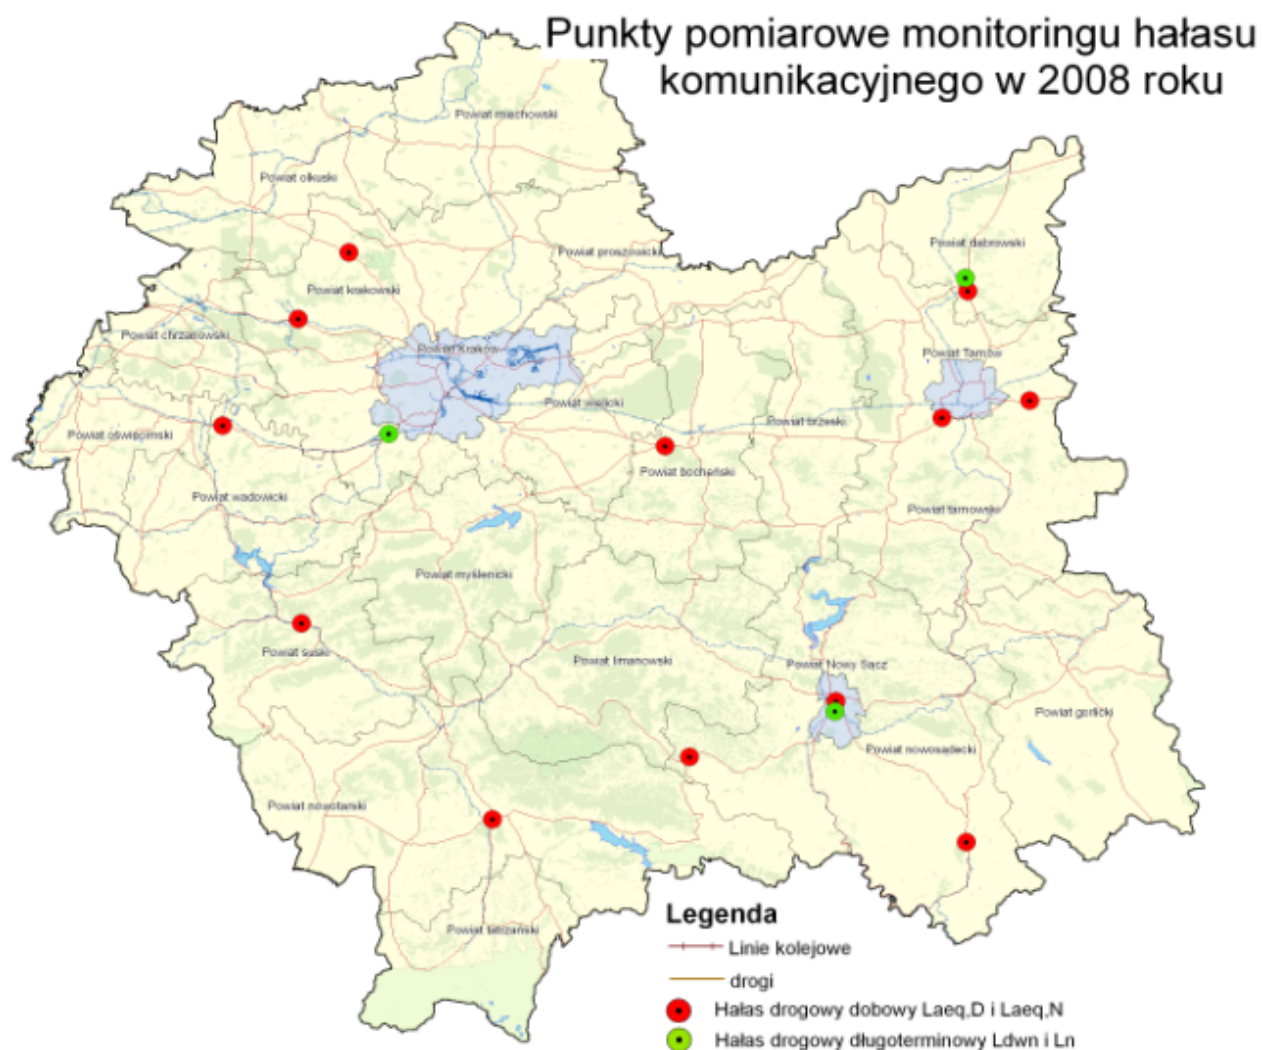 Punkty pomiarowe monitoringu hałasu
komunikacyjnego w 2008 roku
Powiat miechowski
Powiat olkuski
Powiat dąbrowski
Powiat proszowicki
Powiat krakowski
Powiat chrzanowski
Powiat Kraków
Powiat Tarnów
Powiat wielicki
Powiat brzeski
Powiat oświęcimski
Powiat bocheński
Powiat wadowicki
Powiat tarnowski
Powiat myślenicki
Powiat suski
Powiat limanowski
Powiat Nowy Sącz
Powiat gorlicki
Powiat nowosądecki
Powiat nowotarski
Powiat tatrzański
Legenda
Linie kolejowe
drogi
Hałas drogowy dobowy Laeq,D i Laeq,N
Hałas drogowy długoterminowy Ldwn i Ln